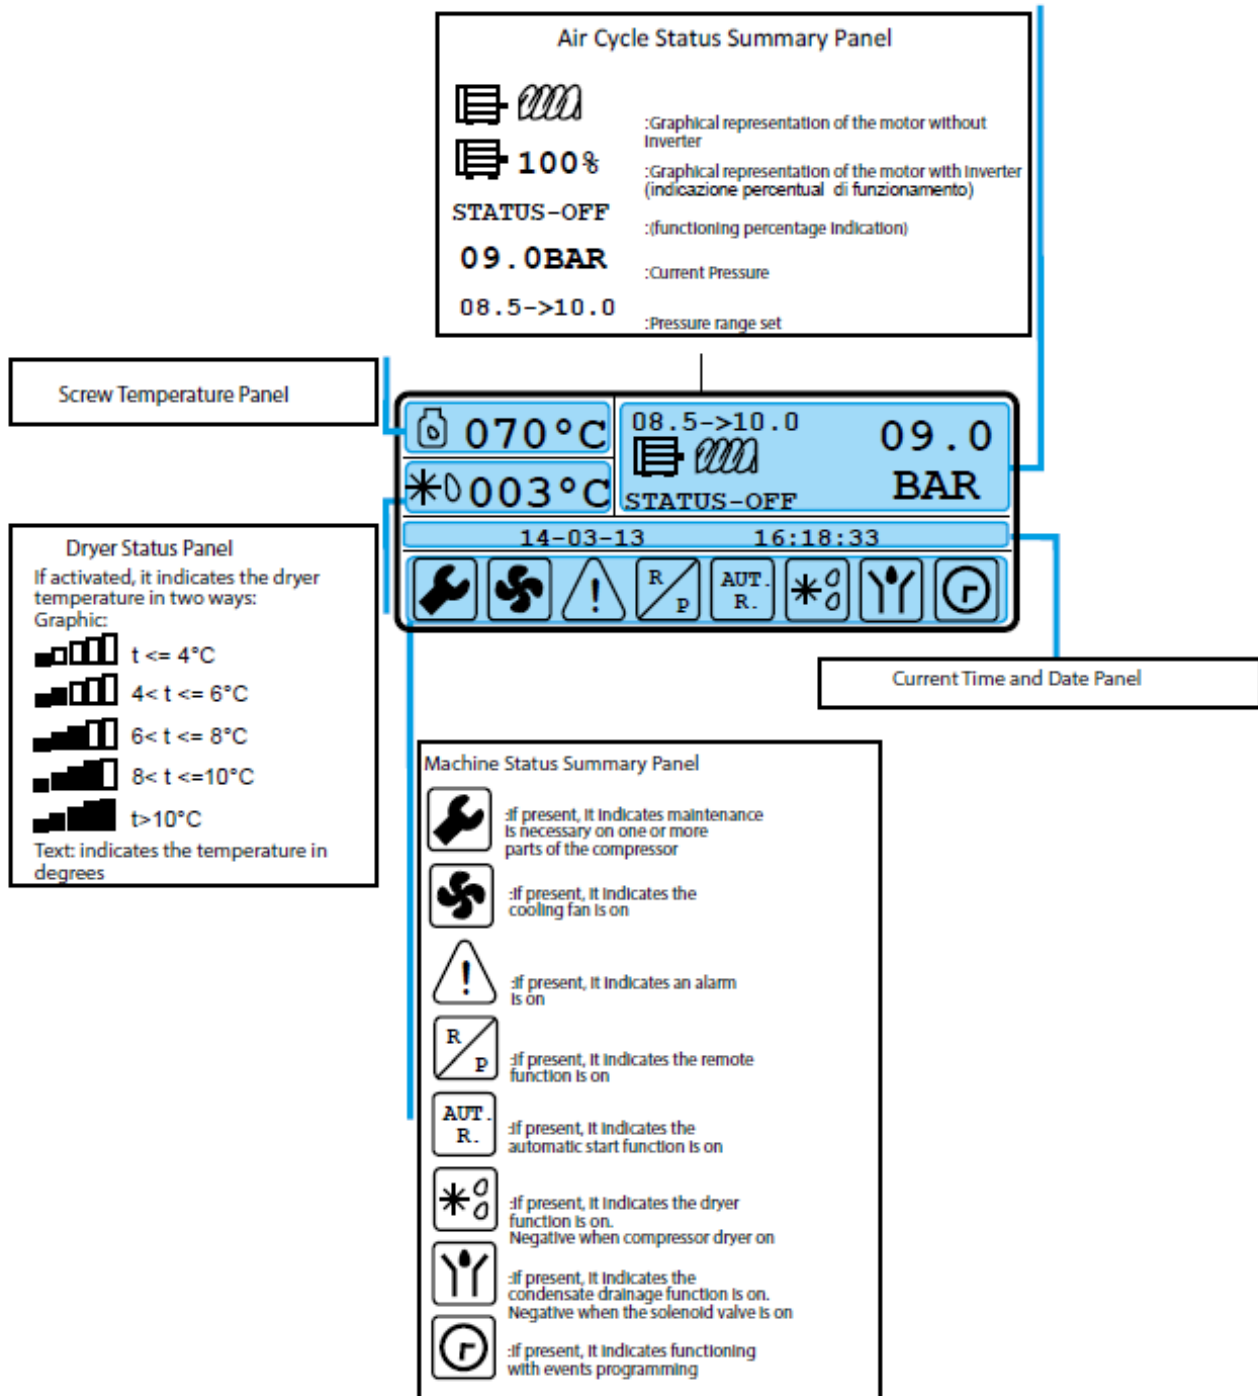 Air Cycle Status Summary Panel
:Graphical representation of the motor without
Inverter
100%
:Graphical representation of the motor with Inverter
(indicazione percentual di funzionamento)
STATUS-OFF
:(functioning percentage indication)
09.0BAR
:Current Pressure
08.5->10.0
:Pressure range set
Screw Temperature Panel
070°C
08.5->10.0
09.0
BAR
003°C
STATUS-OFF
14-03-13 16:18:33
R
P
AUT.
R.
Dryer Status Panel
If activated, it indicates the dryer
temperature in two ways:
Graphic:
t <= 4°C
4< t <= 6°C
6< t <= 8°C
8< t <=10°C
t>10°C
Text: indicates the temperature in
degrees
Current Time and Date Panel
Machine Status Summary Panel
:If present, it indicates maintenance
is necessary on one or more
parts of the compressor
:If present, it indicates the
cooling fan is on
!
:If present, it indicates an alarm
is on
R
P
:If present, it indicates the remote
function is on
AUT.
R.
:If present, it indicates the
automatic start function is on
:If present, it indicates the dryer
function is on.
Negative when compressor dryer on
:If present, it indicates the
condensate drainage function is on.
Negative when the solenoid valve is on
:If present, it indicates functioning
with events programming